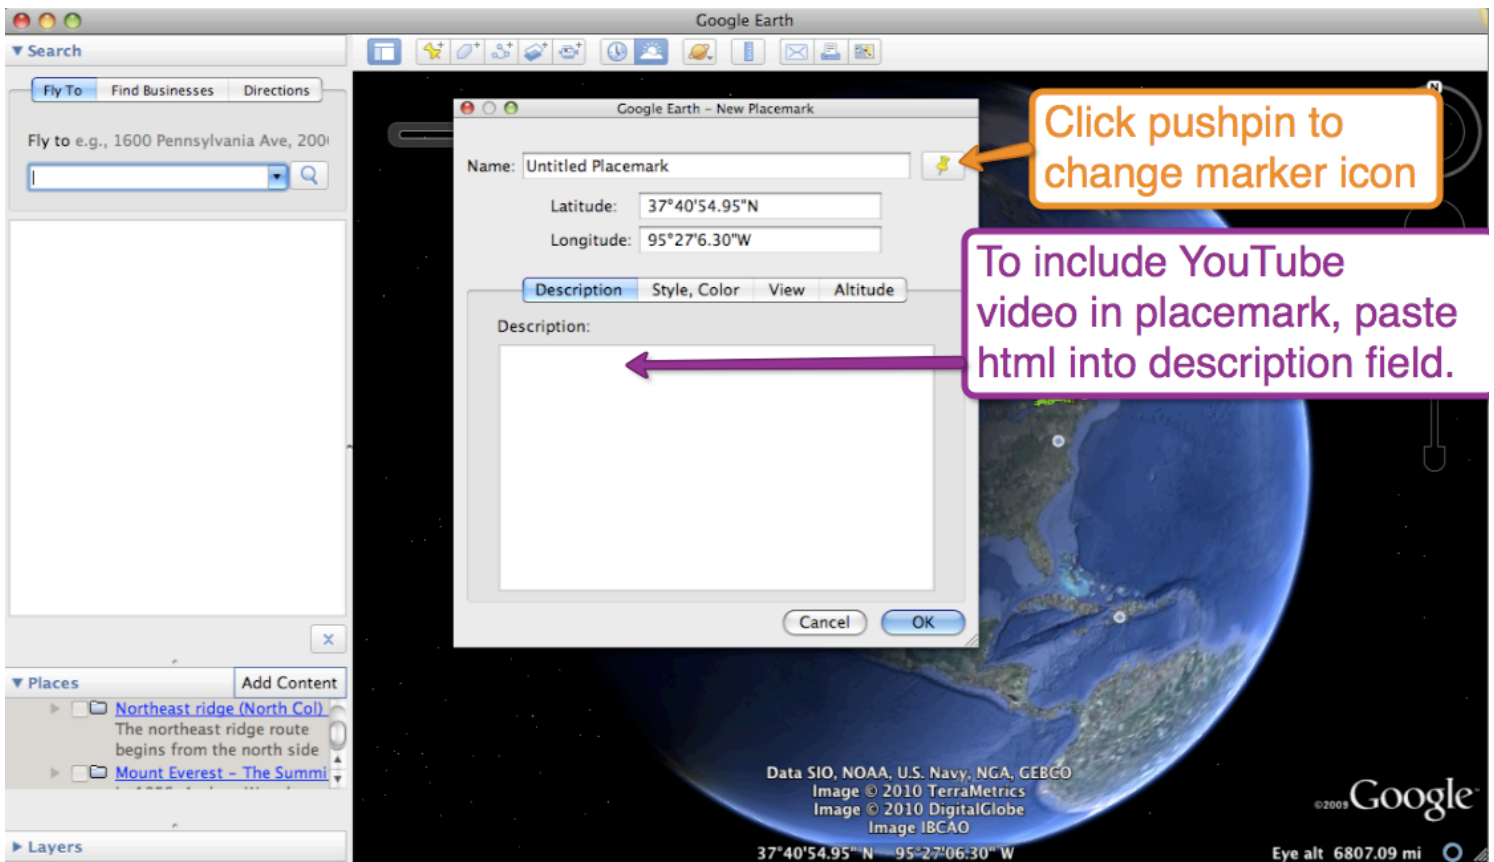 Google Earth
Search
Fly To
Find Businesses
Directions
Fly to e.g., 1600 Pennsylvania Ave, 200
Google Earth – New Placemark
Name: Untitled Placemark
Latitude: 37°40'54.95"N
Longitude: 95°27'6.30"W
Description
Style, Color
View
Altitude
Description:
Cancel
OK
Click pushpin to
change marker icon
To include YouTube
video in placemark, paste
html into description field.
N
Places
Add Content
Northeast ridge (North Col)
The northeast ridge route
begins from the north side
Mount Everest – The Summi
Layers
Data SIO, NOAA, U.S. Navy, NGA, GEBCO
Image © 2010 TerraMetrics
Image © 2010 DigitalGlobe
Image IBCAO
©2009 Google
37°40'54.95" N 95°27'06.30" W
Eye alt 6807.09 mi